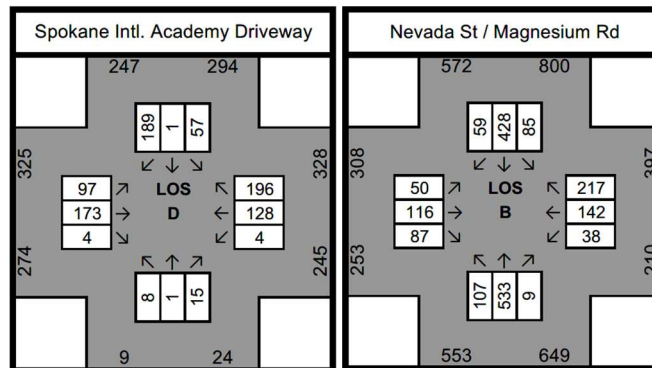 Spokane Intl. Academy Driveway
247 294
189 1 57
325 328
97 LOS 196
173 D 128
4 4
274 245
8 1 15
9 24
Nevada St / Magnesium Rd
572 800
59 428 85
308 397
50 LOS 217
116 B 142
87 38
253 210
107 533 9
553 649